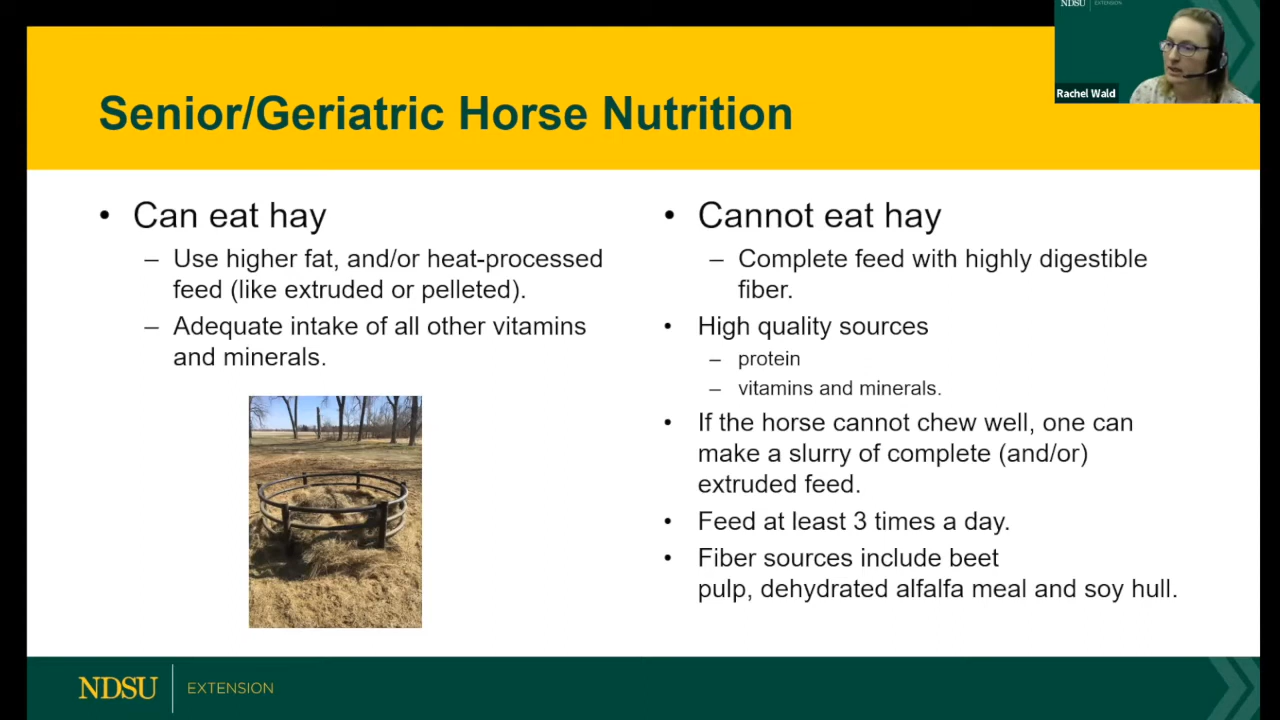 NDSU EXTENSION
Rachel Wald
Senior/Geriatric Horse Nutrition
• Can eat hay
– Use higher fat, and/or heat-processed
feed (like extruded or pelleted).
– Adequate intake of all other vitamins
and minerals.
• Cannot eat hay
– Complete feed with highly digestible
fiber.
• High quality sources
– protein
– vitamins and minerals.
• If the horse cannot chew well, one can
make a slurry of complete (and/or)
extruded feed.
• Feed at least 3 times a day.
• Fiber sources include beet
pulp, dehydrated alfalfa meal and soy hull.
NDSU EXTENSION